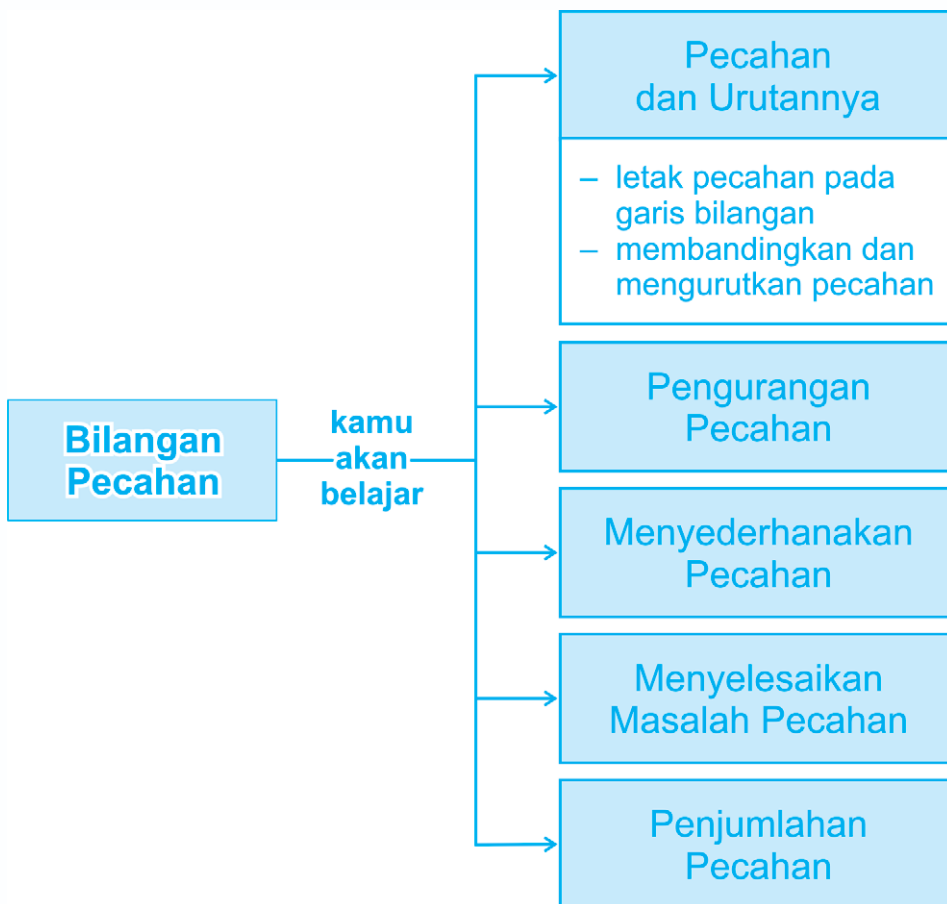 Bilangan
Pecahan
kamu
akan
belajar
Pecahan
dan Urutannya
– letak pecahan pada
garis bilangan
– membandingkan dan
mengurutkan pecahan
Pengurangan
Pecahan
Menyederhanakan
Pecahan
Menyelesaikan
Masalah Pecahan
Penjumlahan
Pecahan